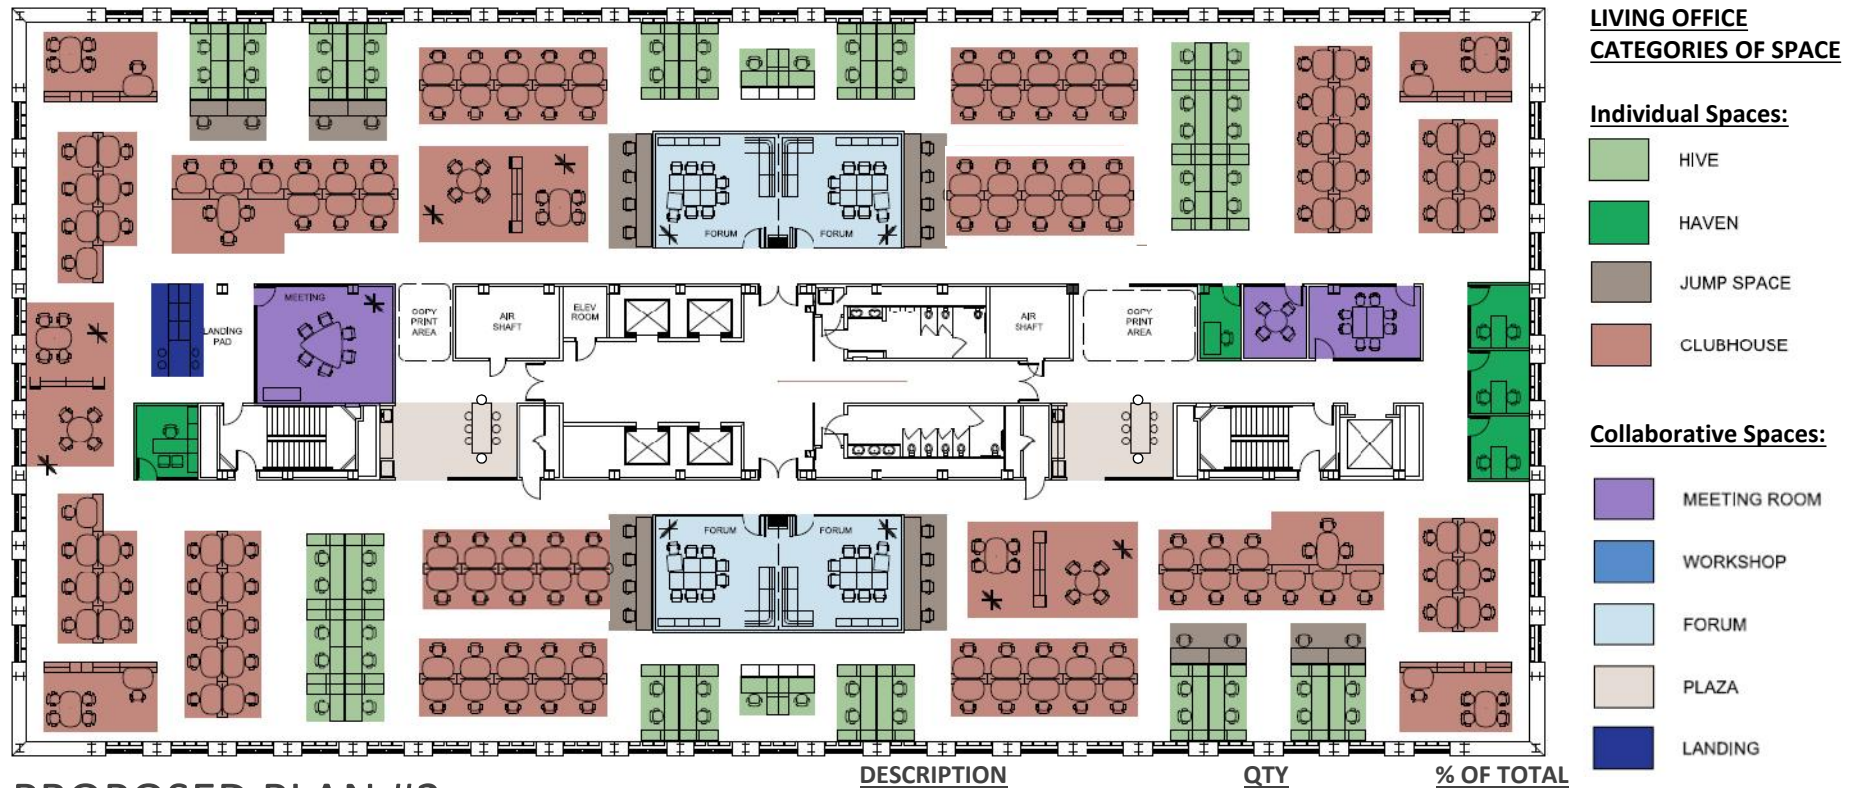 LIVING OFFICE
CATEGORIES OF SPACE
Individual Spaces:
HIVE
HAVEN
JUMP SPACE
CLUBHOUSE
Collaborative Spaces:
MEETING ROOM
WORKSHOP
FORUM
PLAZA
LANDING
FORUM
FORUM
MEETING
LANDING
PAD
COPY
PRINT
AREA
AIR
SHAFT
ELEV
ROOM
AIR
SHAFT
COPY
PRINT
AREA
FORUM
FORUM
DESCRIPTION QTY % OF TOTAL